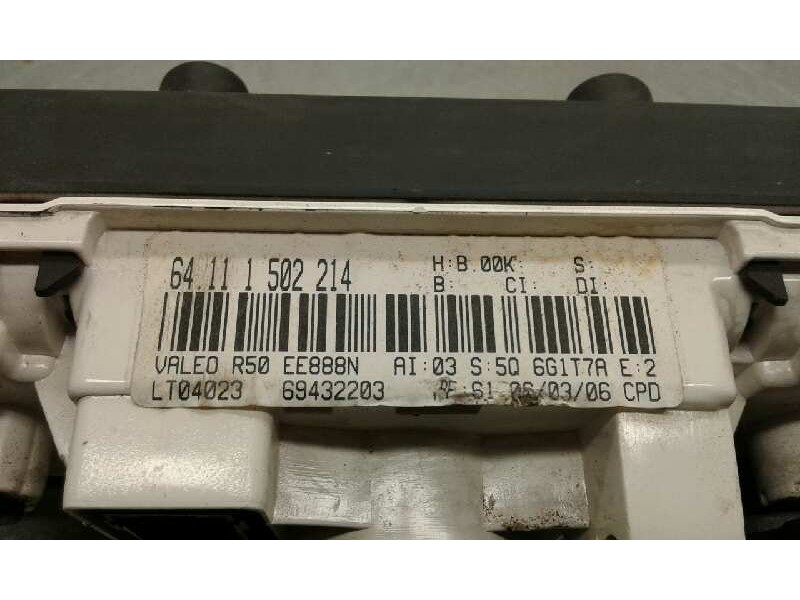 64.11 1 502 214 H:B.00K: S:
B: CI: DI:
VALEO R50 EE888N AI:03 S:5Q 6G1T7A E:2
LT04023 69432203 06/03/06 CPD